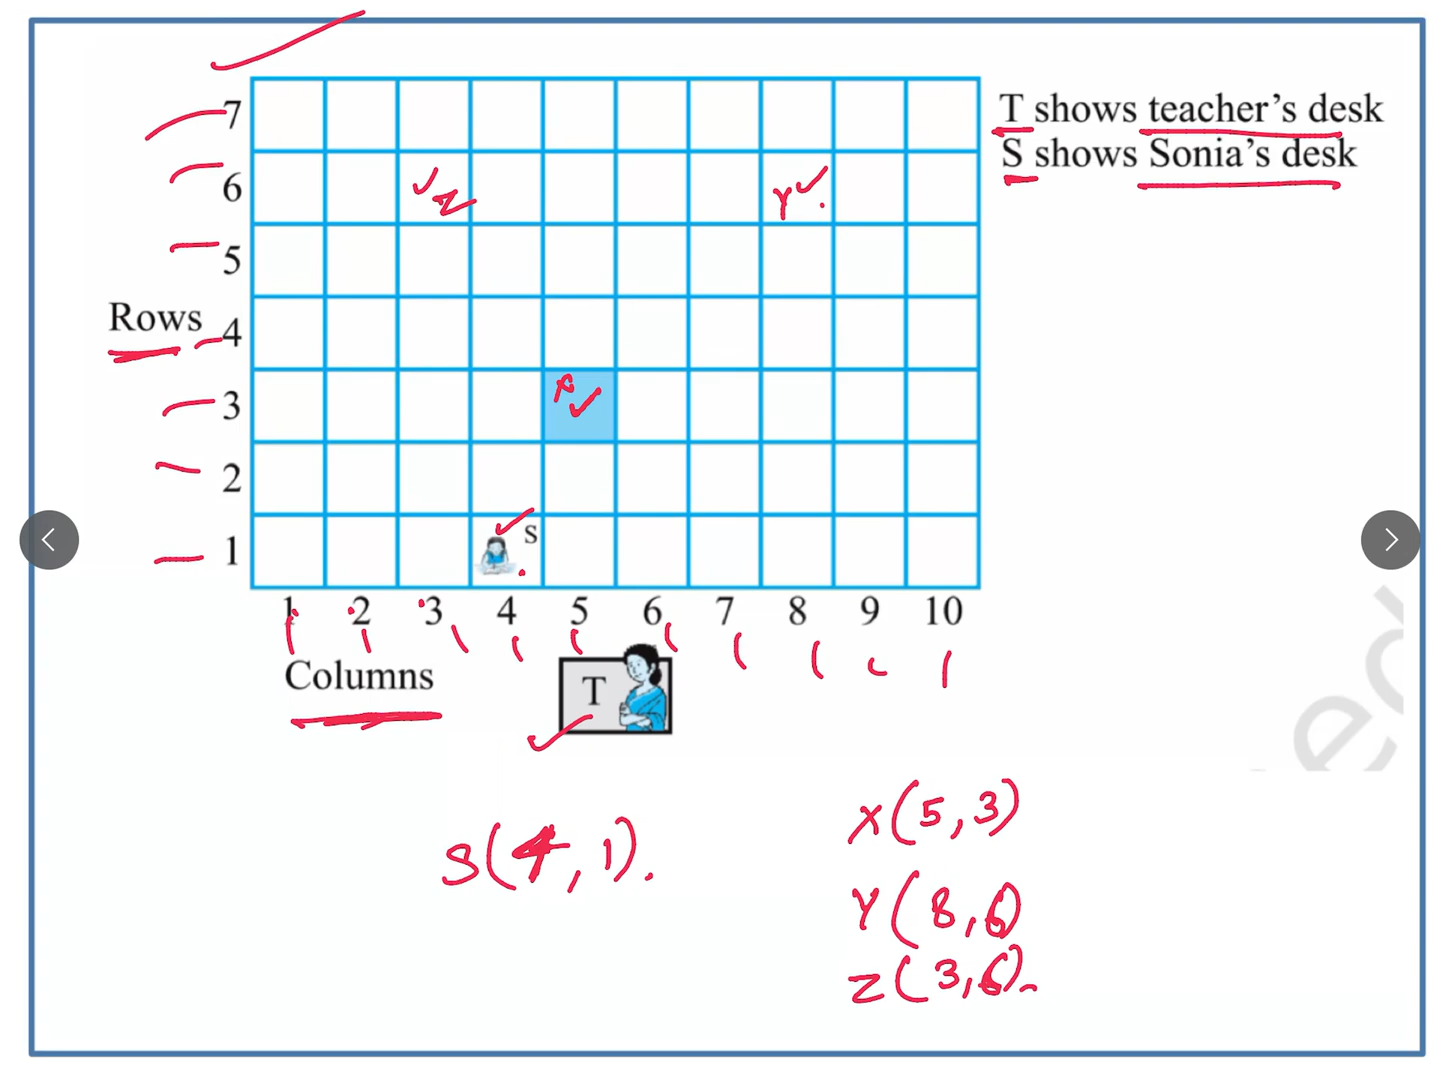 T shows teacher's desk
S shows Sonia's desk
7
6
Z
Y
5
Rows 4
3
X
2
1
S
1 2 3 4 5 6 7 8 9 10
Columns
T
S(4,1).
X(5,3)
Y(8,6)
Z(3,6)
ed